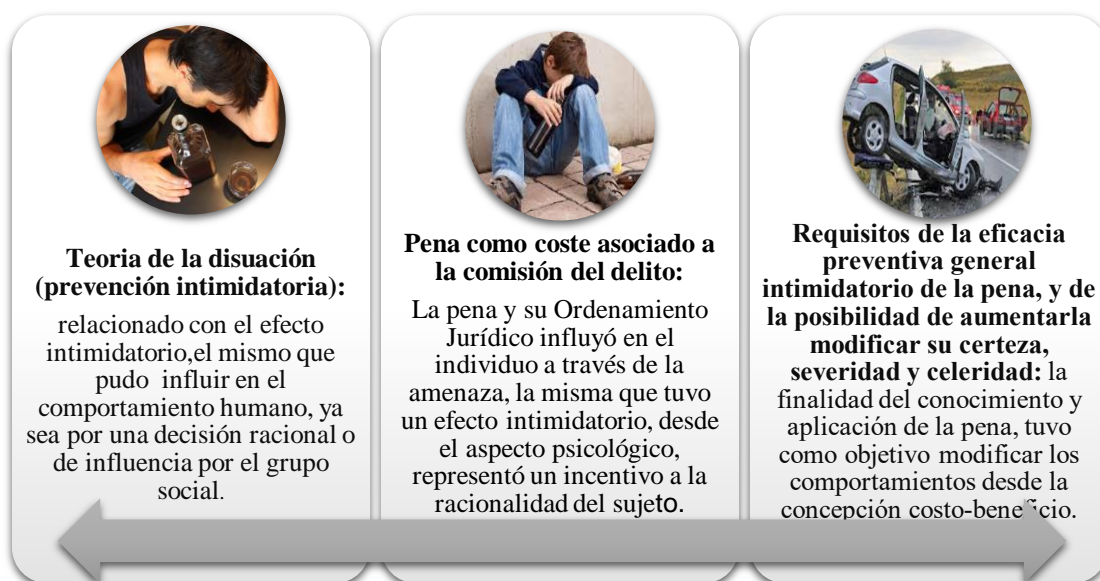 Teoria de la disuación
(prevención intimidatoria):
relacionado con el efecto
intimidatorio,el mismo que
pudo influir en el
comportamiento humano, ya
sea por una decisión racional o
de influencia por el grupo
social.
Pena como coste asociado a
la comisión del delito:
La pena y su Ordenamiento
Jurídico influyó en el
individuo a través de la
amenaza, la misma que tuvo
un efecto intimidatorio, desde
el aspecto psicológico,
representó un incentivo a la
racionalidad del sujeto.
Requisitos de la eficacia
preventiva general
intimidatorio de la pena, y de
la posibilidad de aumentarla
modificar su certeza,
severidad y celeridad: la
finalidad del conocimiento y
aplicación de la pena, tuvo
como objetivo modificar los
comportamientos desde la
concepción costo-beneficio.